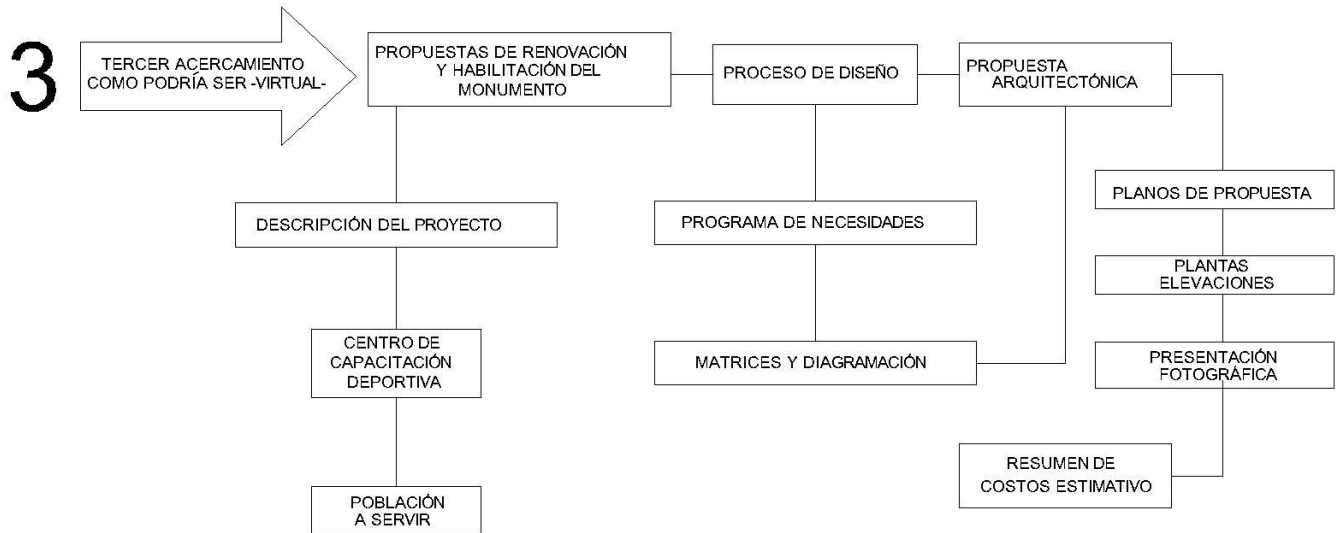 3
TERCER ACERCAMIENTO
COMO PODRÍA SER -VIRTUAL-
PROPUESTAS DE RENOVACIÓN
Y HABILITACIÓN DEL
MONUMENTO
PROCESO DE DISEÑO
PROPUESTA
ARQUITECTÓNICA
DESCRIPCIÓN DEL PROYECTO
CENTRO DE
CAPACITACIÓN
DEPORTIVA
POBLACIÓN
A SERVIR
PROGRAMA DE NECESIDADES
MATRICES Y DIAGRAMACIÓN
PLANOS DE PROPUESTA
PLANTAS
ELEVACIONES
PRESENTACIÓN
FOTOGRÁFICA
RESUMEN DE
COSTOS ESTIMATIVO